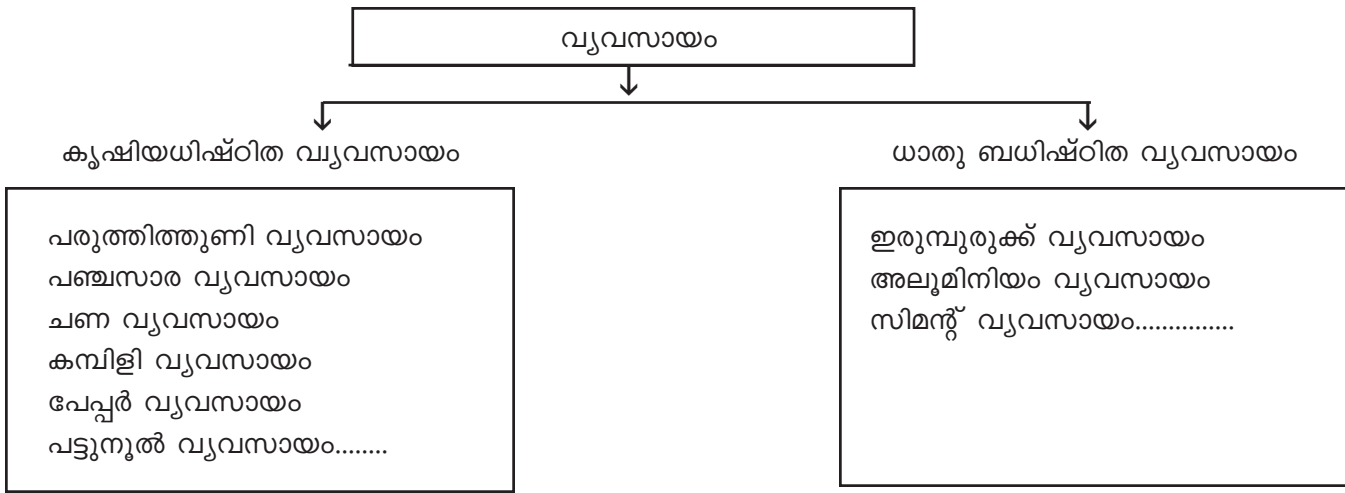 വ്യവസായം
കൃഷിയധിഷ്ഠിത വ്യവസായം
ധാതു ബധിഷ്ഠിത വ്യവസായം
പരുത്തിത്തുണി വ്യവസായം
പഞ്ചസാര വ്യവസായം
ചണ വ്യവസായം
കമ്പിളി വ്യവസായം
പേപ്പർ വ്യവസായം
പട്ടുനൂൽ വ്യവസായം........
ഇരുമ്പുരുക്ക് വ്യവസായം
അലൂമിനിയം വ്യവസായം
സിമന്റ് വ്യവസായം...............